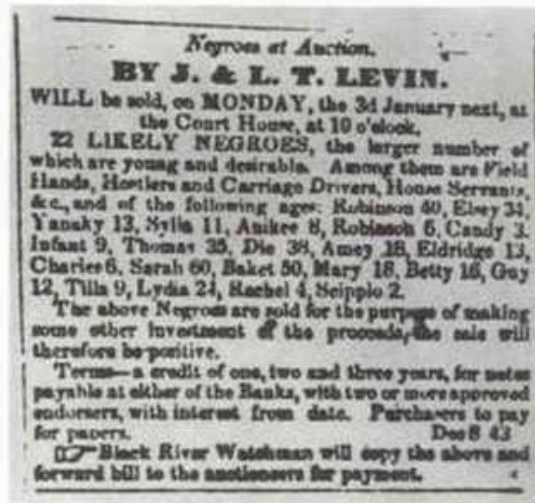 Negroes at Auction.
BY J. & L. T. LEVIN.
WILL be sold, on MONDAY, the 3d January next, at
the Court House, at 10 o'clock,
22 LIKELY NEGROES, the larger number of
which are young and desirable. Among them are Field
Hands, Hostlers and Carriage Drivers, House Servants,
&c., and of the following ages: Robinson 40, Elsey 34,
Yanaky 13, Sylla 11, Anikee 8, Robinson 6, Candy 3,
Infant 9, Thomas 35, Die 38, Amey 18, Eldridge 13,
Charles 6, Sarah 60, Baket 50, Mary 18, Betty 16, Guy
12, Tilla 9, Lydia 24, Rachel 4, Scipio 2.
The above Negroes are sold for the purpose of making
some other investment of the proceeds, the sale will
therefore be positive.
Terms—a credit of one, two and three years, for notes
payable at either of the Banks, with two or more approved
endorsers, with interest from date. Purchasers to pay
for papers. Dec 8 43
☞ Black River Watchman will copy the above and
forward bill to the auctioneers for payment.